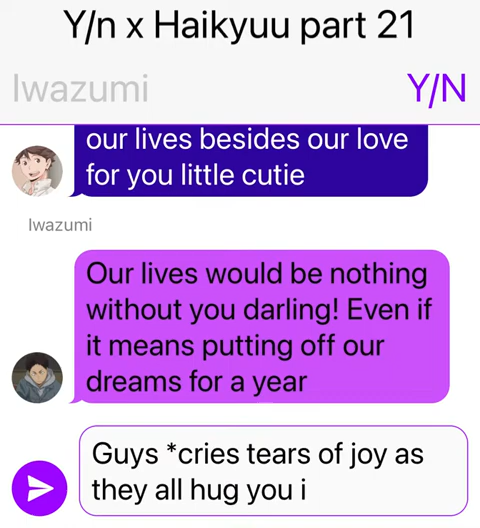 Y/n x Haikyuu part 21
Iwazumi
Y/N
our lives besides our love
for you little cutie
Iwazumi
Our lives would be nothing
without you darling! Even if
it means putting off our
dreams for a year
Guys *cries tears of joy as
they all hug you i